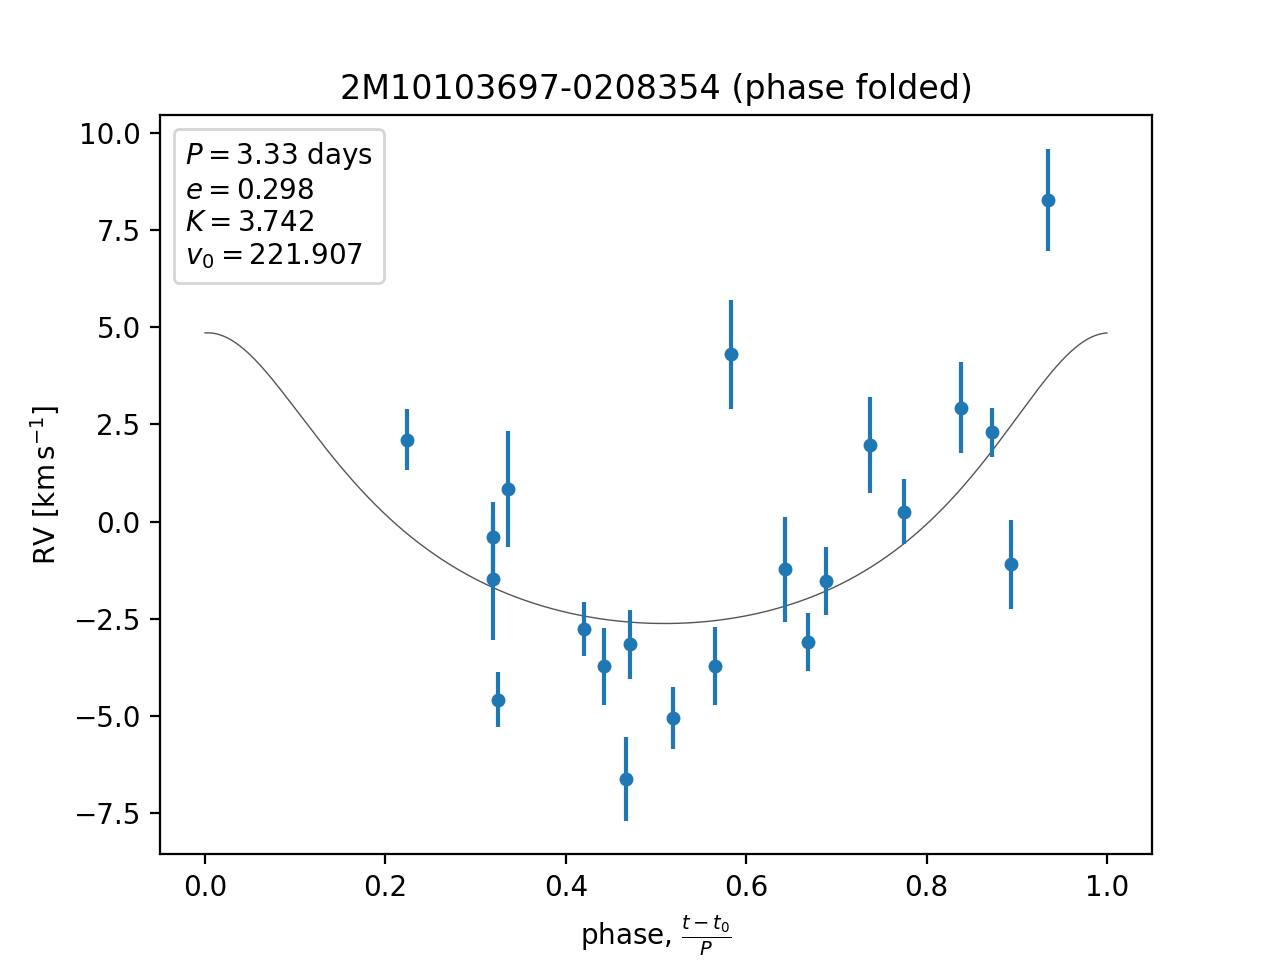 2M10103697-0208354 (phase folded)
P = 3.33 days
e = 0.298
K = 3.742
v₀ = 221.907
RV [km s⁻¹]
10.0
7.5
5.0
2.5
0.0
−2.5
−5.0
−7.5
0.0 0.2 0.4 0.6 0.8 1.0
phase, (t − t₀)/P